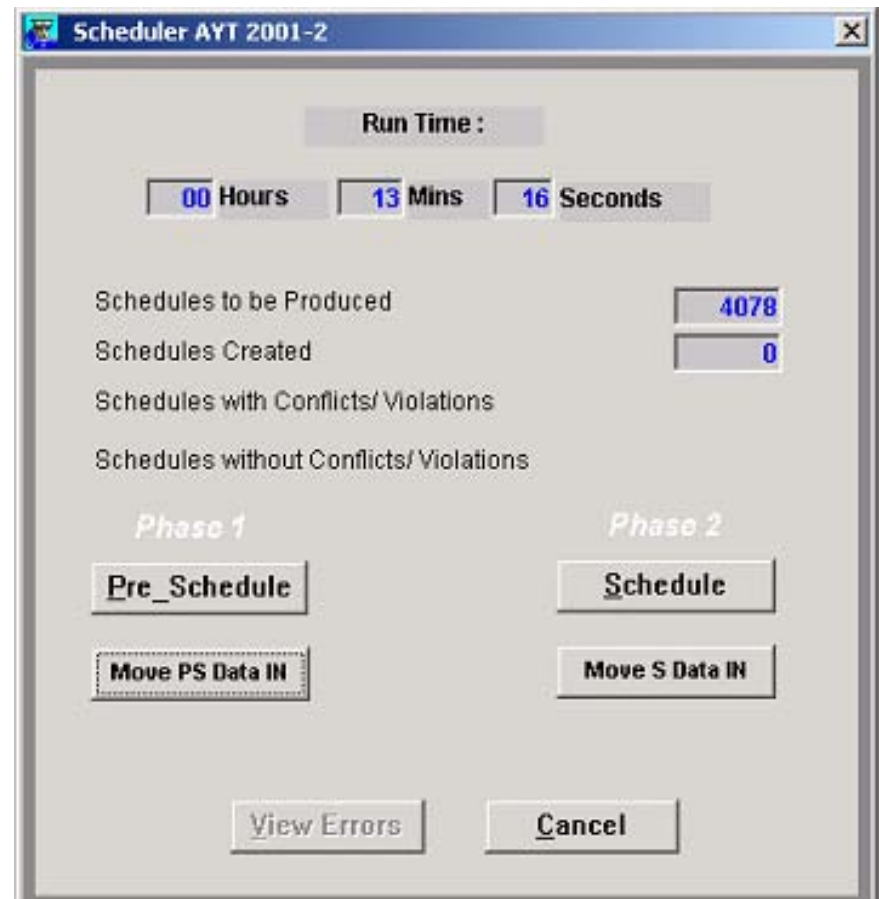 Scheduler AYT 2001-2
Run Time :
00 Hours 13 Mins 16 Seconds
Schedules to be Produced 4078
Schedules Created 0
Schedules with Conflicts/ Violations
Schedules without Conflicts/ Violations
Phase 1 Phase 2
Pre_Schedule Schedule
Move PS Data IN Move S Data IN
View Errors Cancel